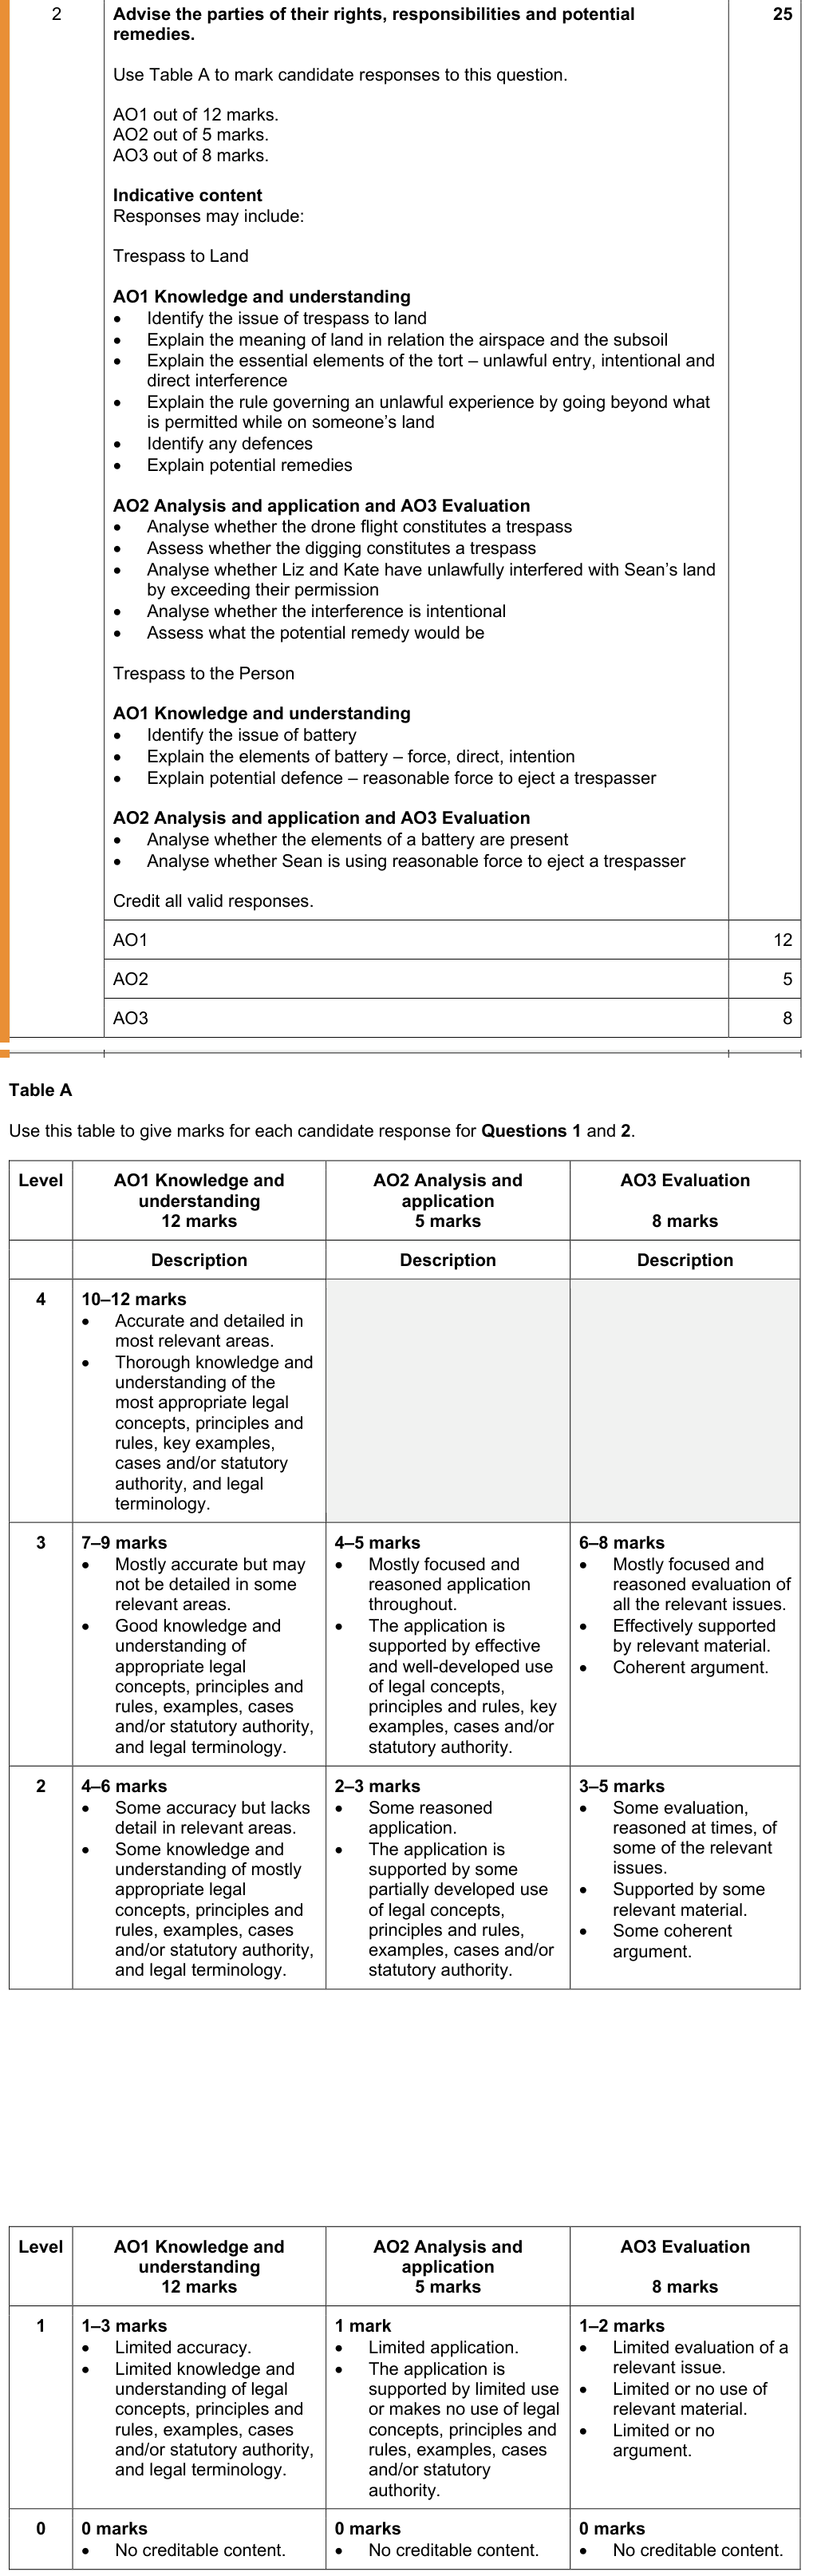 2
Advise the parties of their rights, responsibilities and potential
remedies.
25
Use Table A to mark candidate responses to this question.
AO1 out of 12 marks.
AO2 out of 5 marks.
AO3 out of 8 marks.
Indicative content
Responses may include:
Trespass to Land
AO1 Knowledge and understanding
• Identify the issue of trespass to land
• Explain the meaning of land in relation the airspace and the subsoil
• Explain the essential elements of the tort – unlawful entry, intentional and
direct interference
• Explain the rule governing an unlawful experience by going beyond what
is permitted while on someone's land
• Identify any defences
• Explain potential remedies
AO2 Analysis and application and AO3 Evaluation
• Analyse whether the drone flight constitutes a trespass
• Assess whether the digging constitutes a trespass
• Analyse whether Liz and Kate have unlawfully interfered with Sean's land
by exceeding their permission
• Analyse whether the interference is intentional
• Assess what the potential remedy would be
Trespass to the Person
AO1 Knowledge and understanding
• Identify the issue of battery
• Explain the elements of battery – force, direct, intention
• Explain potential defence – reasonable force to eject a trespasser
AO2 Analysis and application and AO3 Evaluation
• Analyse whether the elements of a battery are present
• Analyse whether Sean is using reasonable force to eject a trespasser
Credit all valid responses.
AO1 12
AO2 5
AO3 8
Table A
Use this table to give marks for each candidate response for Questions 1 and 2.
Level
AO1 Knowledge and
understanding
12 marks
AO2 Analysis and
application
5 marks
AO3 Evaluation
8 marks
Description
Description
Description
4
10–12 marks
• Accurate and detailed in
most relevant areas.
• Thorough knowledge and
understanding of the
most appropriate legal
concepts, principles and
rules, key examples,
cases and/or statutory
authority, and legal
terminology.
3
7–9 marks
• Mostly accurate but may
not be detailed in some
relevant areas.
• Good knowledge and
understanding of
appropriate legal
concepts, principles and
rules, examples, cases
and/or statutory authority,
and legal terminology.
4–5 marks
• Mostly focused and
reasoned application
throughout.
• The application is
supported by effective
and well-developed use
of legal concepts,
principles and rules, key
examples, cases and/or
statutory authority.
6–8 marks
• Mostly focused and
reasoned evaluation of
all the relevant issues.
• Effectively supported
by relevant material.
• Coherent argument.
2
4–6 marks
• Some accuracy but lacks
detail in relevant areas.
• Some knowledge and
understanding of mostly
appropriate legal
concepts, principles and
rules, examples, cases
and/or statutory authority,
and legal terminology.
2–3 marks
• Some reasoned
application.
• The application is
supported by some
partially developed use
of legal concepts,
principles and rules,
examples, cases and/or
statutory authority.
3–5 marks
• Some evaluation,
reasoned at times, of
some of the relevant
issues.
• Supported by some
relevant material.
• Some coherent
argument.
Level
AO1 Knowledge and
understanding
12 marks
AO2 Analysis and
application
5 marks
AO3 Evaluation
8 marks
Description
Description
Description
1
1–3 marks
• Limited accuracy.
• Limited knowledge and
understanding of legal
concepts, principles and
rules, examples, cases
and/or statutory authority,
and legal terminology.
1 mark
• Limited application.
• The application is
supported by limited use
or makes no use of legal
concepts, principles and
rules, examples, cases
and/or statutory
authority.
1–2 marks
• Limited evaluation of a
relevant issue.
• Limited or no use of
relevant material.
• Limited or no
argument.
0
0 marks
• No creditable content.
0 marks
• No creditable content.
0 marks
• No creditable content.